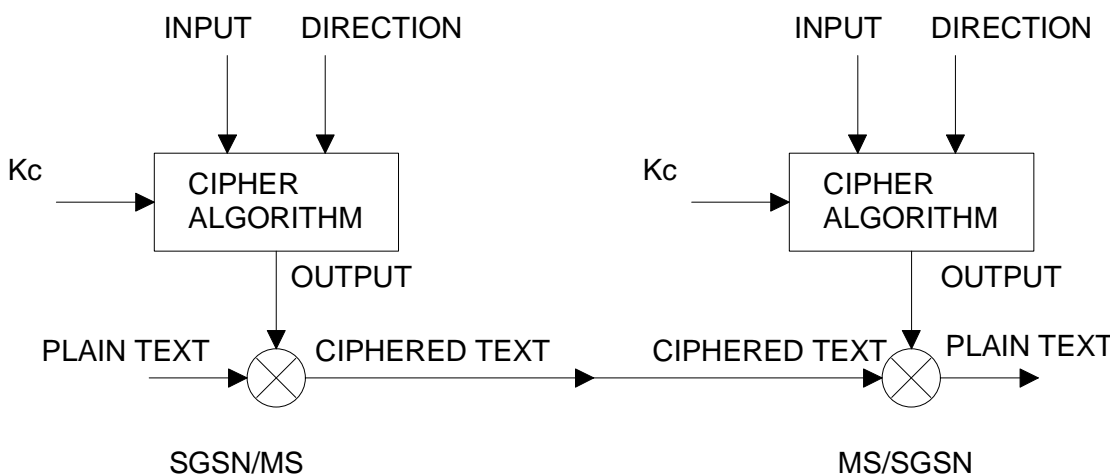 INPUT DIRECTION INPUT DIRECTION
Kc CIPHER ALGORITHM Kc CIPHER ALGORITHM
OUTPUT OUTPUT
PLAIN TEXT CIPHERED TEXT CIPHERED TEXT PLAIN TEXT
SGSN/MS MS/SGSN